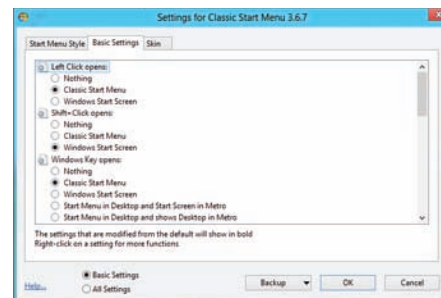 Settings for Classic Start Menu 3.6.7
Start Menu Style Basic Settings Skin
Left Click opens:
Nothing
Classic Start Menu
Windows Start Screen
Shift+Click opens:
Nothing
Classic Start Menu
Windows Start Screen
Windows Key opens:
Nothing
Classic Start Menu
Windows Start Screen
Start Menu in Desktop and Start Screen in Metro
Start Menu in Desktop and shows Desktop in Metro
The settings that are modified from the default will show in bold
Right-click on a setting for more functions
Help...
Basic Settings
All Settings
Backup OK Cancel